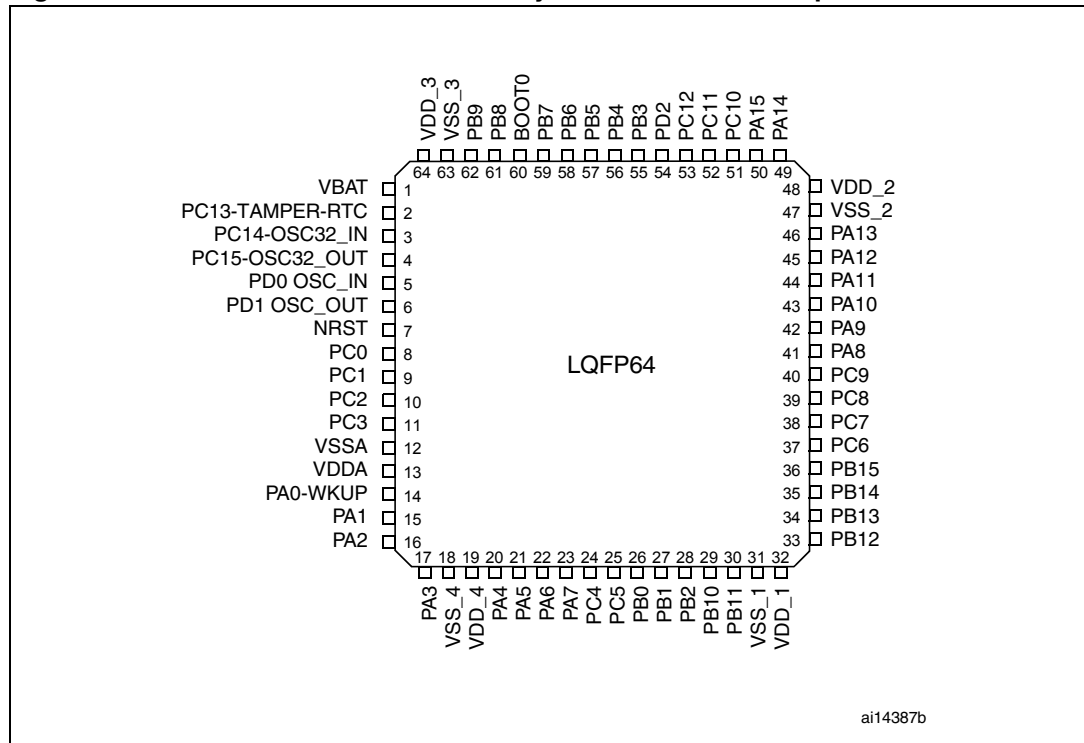 VDD_3
VSS_3
PB9
PB8
BOOT0
PB7
PB6
PB5
PB4
PB3
PD2
PC12
PC11
PC10
PA15
PA14
64 63 62 61 60 59 58 57 56 55 54 53 52 51 50 49
VBAT 1
PC13-TAMPER-RTC 2
PC14-OSC32_IN 3
PC15-OSC32_OUT 4
PD0 OSC_IN 5
PD1 OSC_OUT 6
NRST 7
PC0 8
PC1 9
PC2 10
PC3 11
VSSA 12
VDDA 13
PA0-WKUP 14
PA1 15
PA2 16
LQFP64
48 VDD_2
47 VSS_2
46 PA13
45 PA12
44 PA11
43 PA10
42 PA9
41 PA8
40 PC9
39 PC8
38 PC7
37 PC6
36 PB15
35 PB14
34 PB13
33 PB12
17 18 19 20 21 22 23 24 25 26 27 28 29 30 31 32
PA3
VSS_4
VDD_4
PA4
PA5
PA6
PA7
PC4
PC5
PB0
PB1
PB2
PB10
PB11
VSS_1
VDD_1
ai14387b